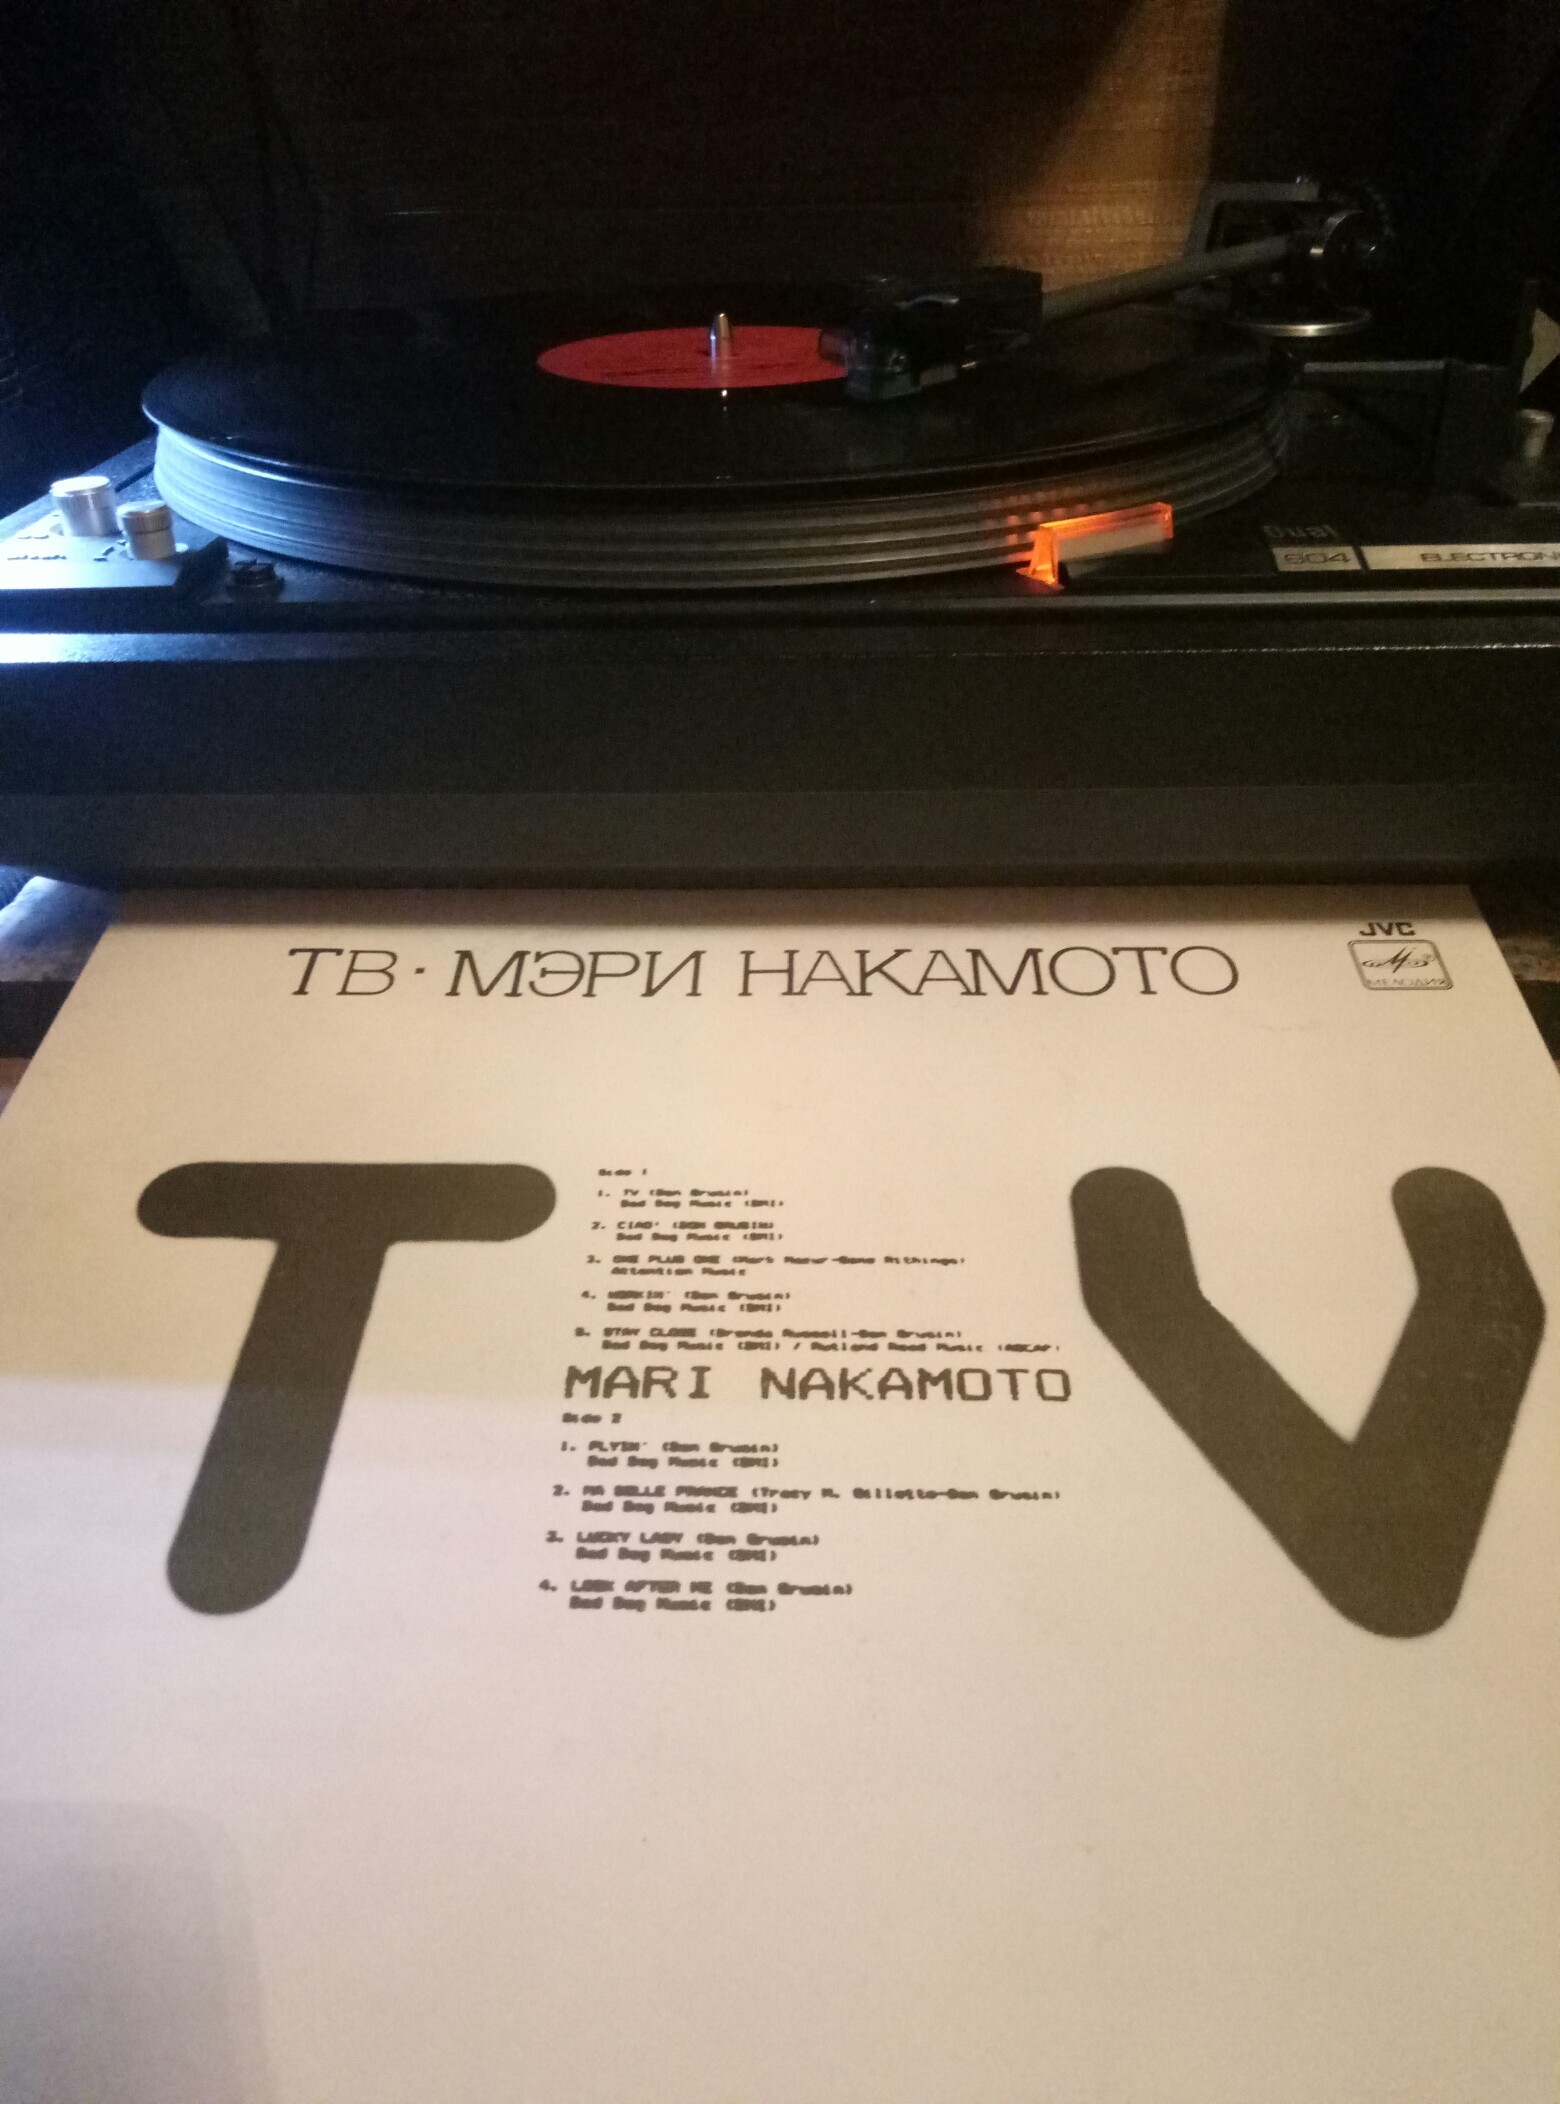 Dual
604
ELECTRON
JVC
ТВ · МЭРИ НАКАМОТО
МЕЛОДИЯ
TV
Side 1
1. TV (Don Grusin)
Bad Dog Music (BMI)
2. CIAO' (DON GRUSIN)
Bad Dog Music (BMI)
3. ONE PLUS ONE (Mart
Attention Music
4. WORKIN' (Don Grusin)
Bad Dog Music (BMI)
5. STAY CLOSE (Brenda Russell-Don Grusin)
Bad Dog Music (BMI) / Rutland Road Music (ASCAP)
MARI NAKAMOTO
Side 2
1. FLYIN' (Don Grusin)
Bad Dog Music (BMI)
2. MA BELLE FRANCE (Tracy M. Gillette-Don Grusin)
Bad Dog Music (BMI)
3. LUCKY LADY (Don Grusin)
Bad Dog Music (BMI)
4. LOOK AFTER ME (Don Grusin)
Bad Dog Music (BMI)